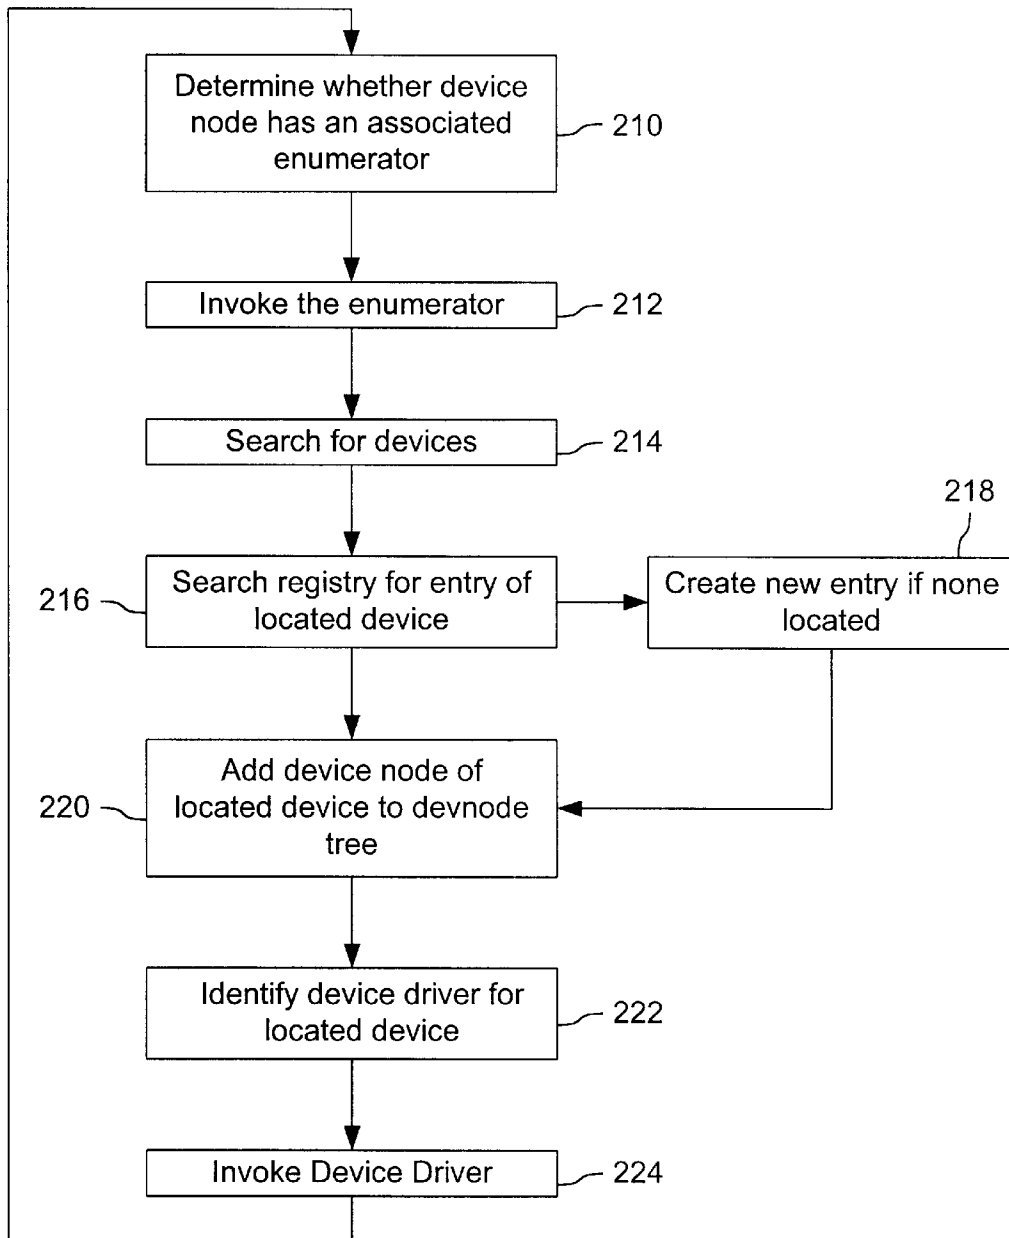 Determine whether device
node has an associated
enumerator
210
Invoke the enumerator
212
Search for devices
214
218
Search registry for entry of
located device
216
Create new entry if none
located
Add device node of
located device to devnode
tree
220
Identify device driver for
located device
222
Invoke Device Driver
224